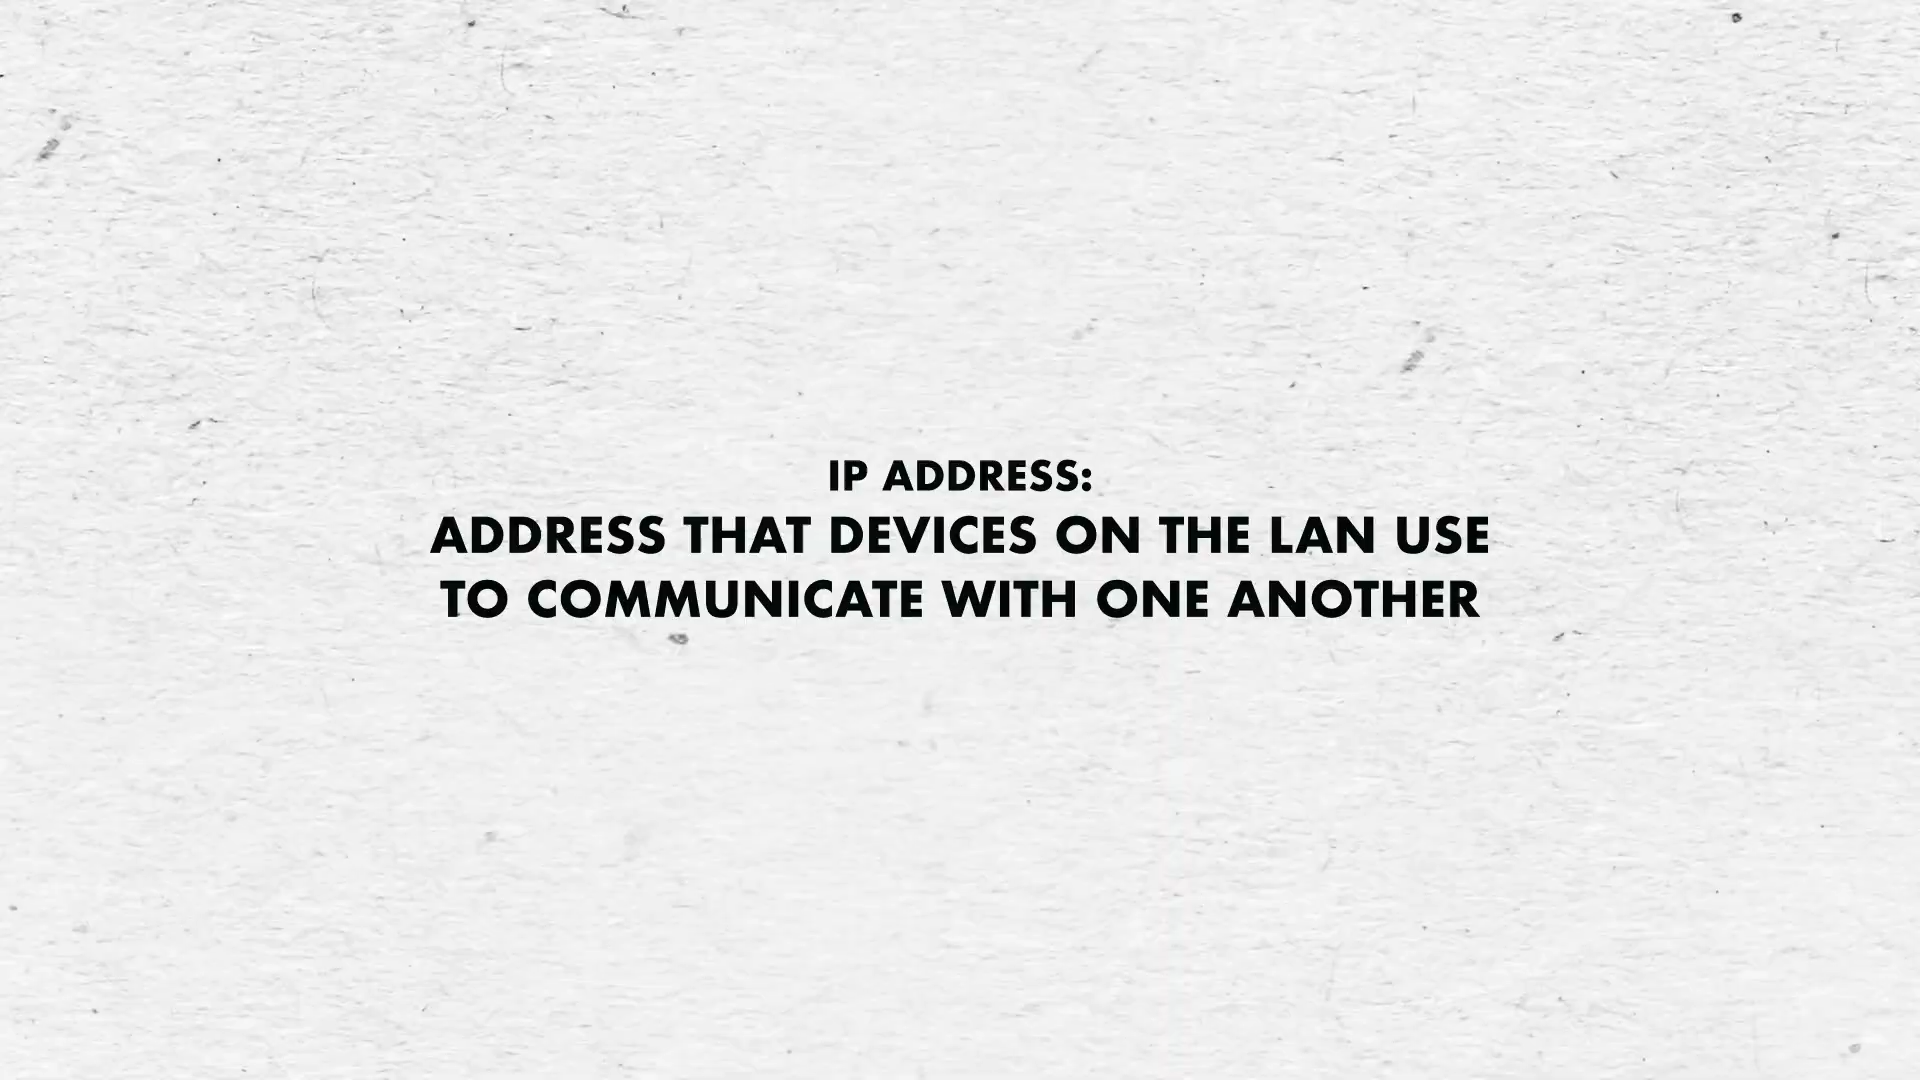 IP ADDRESS:
ADDRESS THAT DEVICES ON THE LAN USE
TO COMMUNICATE WITH ONE ANOTHER